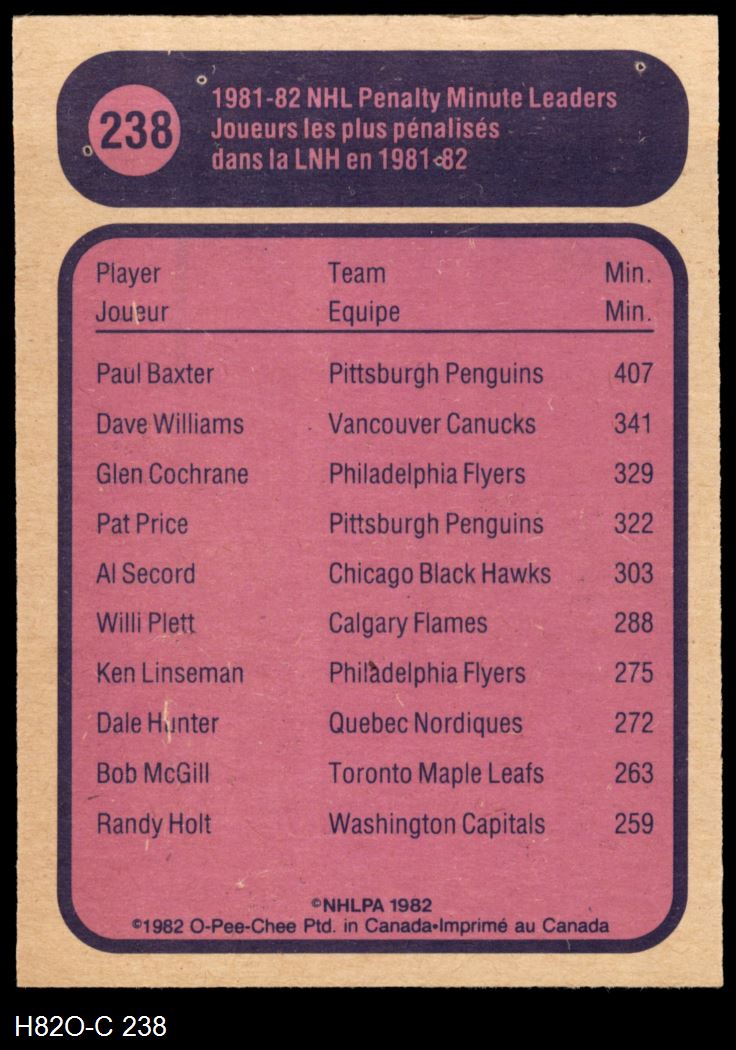 238
1981-82 NHL Penalty Minute Leaders
Joueurs les plus pénalisés
dans la LNH en 1981-82
Player Team Min.
Joueur Equipe Min.
Paul Baxter Pittsburgh Penguins 407
Dave Williams Vancouver Canucks 341
Glen Cochrane Philadelphia Flyers 329
Pat Price Pittsburgh Penguins 322
Al Secord Chicago Black Hawks 303
Willi Plett Calgary Flames 288
Ken Linseman Philadelphia Flyers 275
Dale Hunter Quebec Nordiques 272
Bob McGill Toronto Maple Leafs 263
Randy Holt Washington Capitals 259
©NHLPA 1982
©1982 O-Pee-Chee Ptd. in Canada•Imprimé au Canada
H82O-C 238